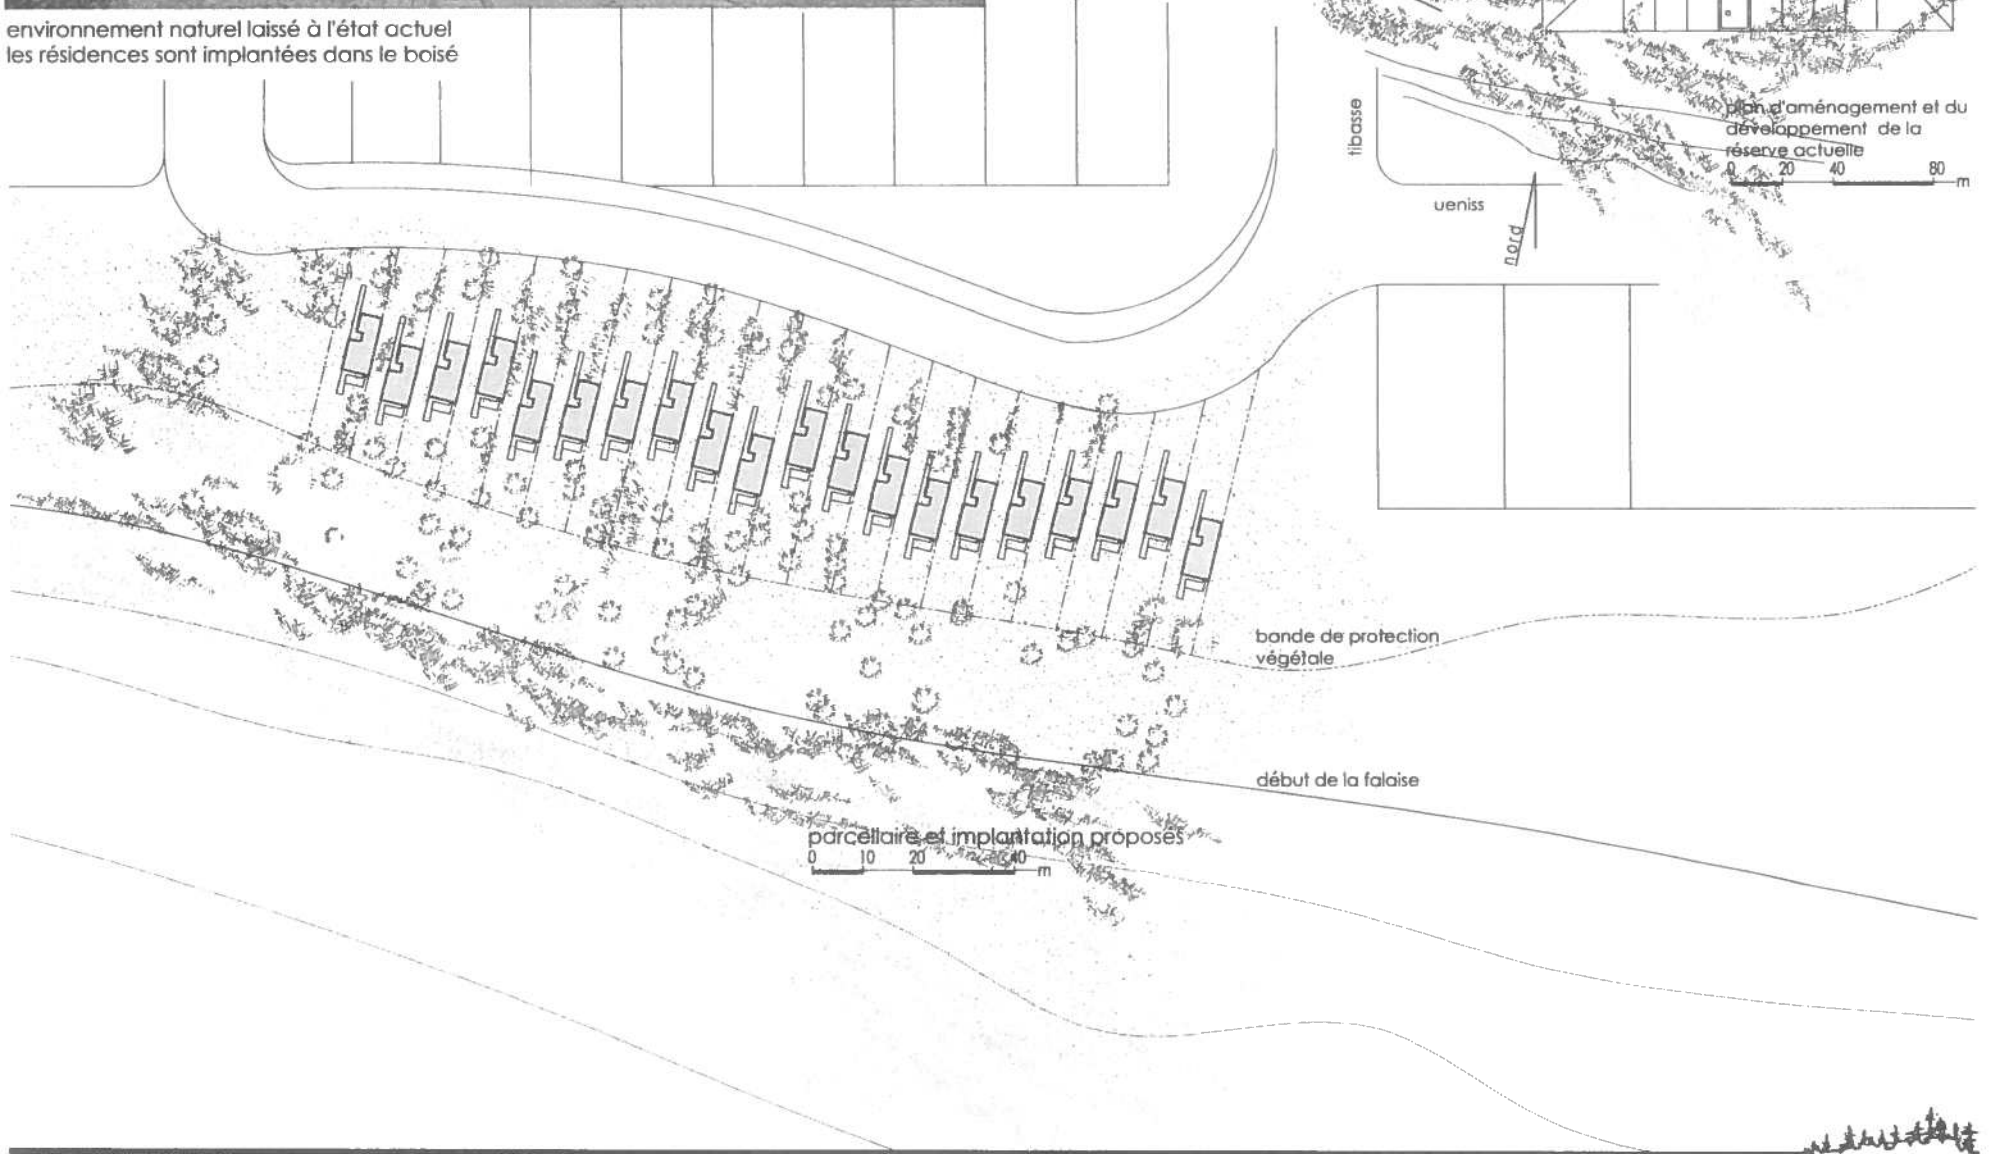 environnement naturel laissé à l'état actuel
les résidences sont implantées dans le boisé
tibasse
plan d'aménagement et du
développement de la
réserve actuelle
0 20 40 80 m
ueniss
nord
bande de protection
végétale
début de la falaise
parcellaire et implantation proposés
0 10 20 40 m